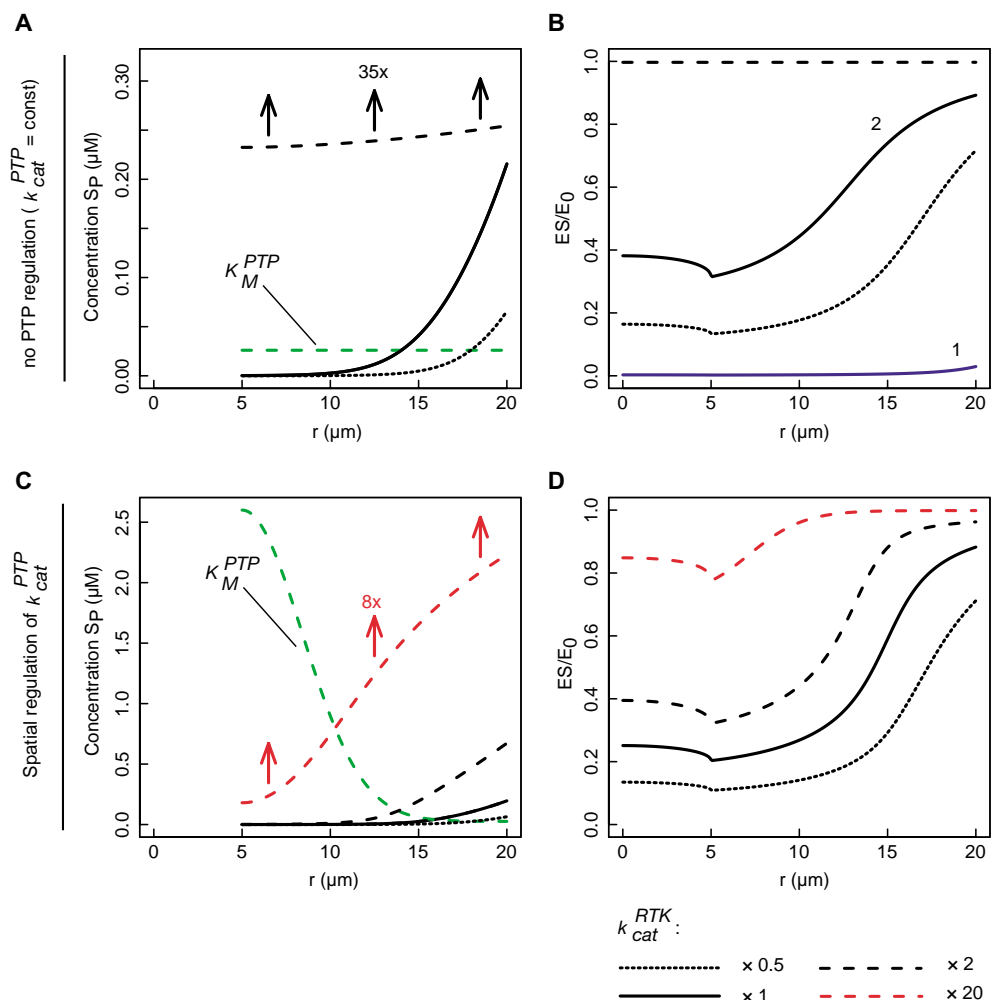 A
no PTP regulation ( k cat PTP = const)
Concentration SP (µM)
0.30
0.20
0.10
0.00
35x
K M PTP
0 5 10 15 20
r (µm)
B
ES/E0
1.0
0.8
0.6
0.4
0.2
0.0
2
1
0 5 10 15 20
r (µm)
C
Spatial regulation of k cat PTP
Concentration SP (µM)
2.5
2.0
1.5
1.0
0.5
0.0
K M PTP
8x
0 5 10 15 20
r (µm)
D
ES/E0
1.0
0.8
0.6
0.4
0.2
0.0
0 5 10 15 20
r (µm)
k cat RTK :
× 0.5
× 2
× 1
× 20